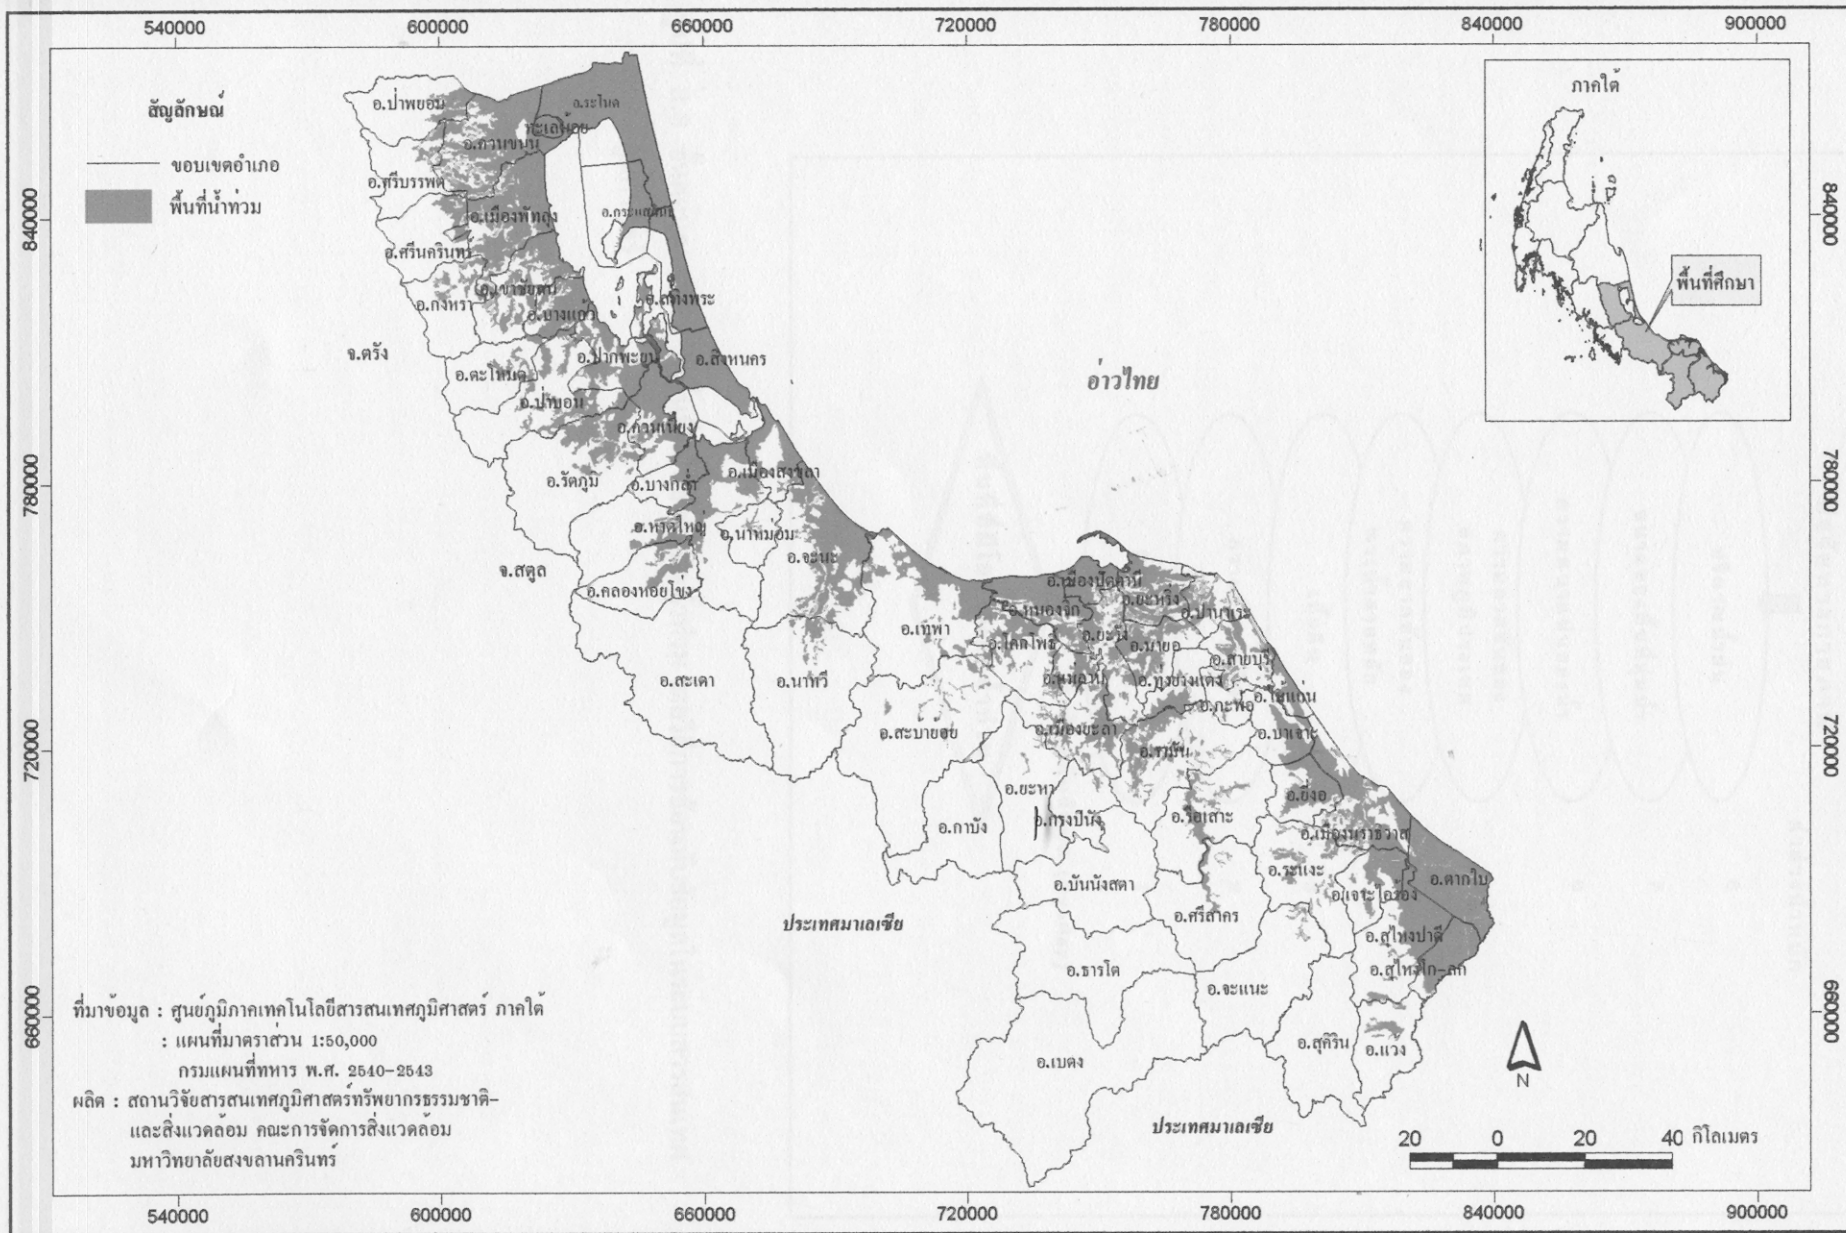 540000 600000 660000 720000 780000 840000 900000
สัญลักษณ์
ขอบเขตอำเภอ
พื้นที่น้ำท่วม
840000
780000
720000
660000
ภาคใต้
พื้นที่ศึกษา
840000
780000
720000
660000
อ.ป่าพยอม
อ.ระโนด
ทะเลน้อย
อ.ควนขนุน
อ.ศรีบรรพต
อ.เมืองพัทลุง
อ.กระแสสินธุ์
อ.ศรีนครินทร์
อ.เขาชัยสน
อ.สทิงพระ
อ.กงหรา
อ.บางแก้ว
จ.ตรัง
อ.ปากพะยูน
อ.สิงหนคร
อ.ตะโหมด
อ่าวไทย
อ.ป่าบอน
อ.ควนเนียง
อ.รัตภูมิ
อ.บางกล่ำ
อ.เมืองสงขลา
อ.หาดใหญ่
อ.นาหม่อม
อ.จะนะ
จ.สตูล
อ.คลองหอยโข่ง
อ.เมืองปัตตานี
อ.หนองจิก
อ.ยะหริ่ง
อ.ปานาเระ
อ.เทพา
อ.โคกโพธิ์
อ.ยะรัง
อ.มายอ
อ.สายบุรี
อ.สะเดา
อ.นาทวี
อ.แม่ลาน
อ.ทุ่งยางแดง
อ.กะพ้อ
อ.ไม้แก่น
อ.สะบ้าย้อย
อ.เมืองยะลา
อ.รามัน
อ.บาเจาะ
อ.ยะหา
อ.ยี่งอ
อ.กาบัง
อ.กรงปินัง
อ.รือเสาะ
อ.เมืองนราธิวาส
อ.บันนังสตา
อ.ระแงะ
อ.เจาะไอร้อง
อ.ตากใบ
ประเทศมาเลเซีย
อ.ศรีสาคร
อ.สุไหงปาดี
อ.ธารโต
อ.สุไหงโก-ลก
อ.จะแนะ
อ.เบตง
อ.สุคิริน
อ.แว้ง
ประเทศมาเลเซีย
ที่มาข้อมูล : ศูนย์ภูมิภาคเทคโนโลยีสารสนเทศภูมิศาสตร์ ภาคใต้
: แผนที่มาตราส่วน 1:50,000
กรมแผนที่ทหาร พ.ศ. 2540-2543
ผลิต : สถานวิจัยสารสนเทศภูมิศาสตร์ทรัพยากรธรรมชาติ-
และสิ่งแวดล้อม คณะการจัดการสิ่งแวดล้อม
มหาวิทยาลัยสงขลานครินทร์
N
20 0 20 40 กิโลเมตร
540000 600000 660000 720000 780000 840000 900000